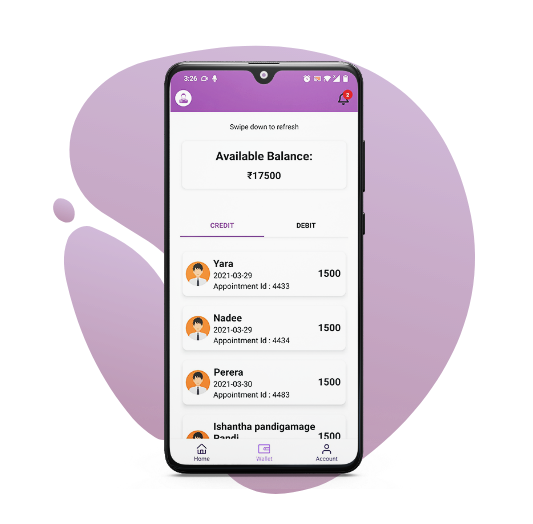 3:26
2
Swipe down to refresh
Available Balance:
₹17500
CREDIT
DEBIT
Yara
2021-03-29
Appointment Id : 4433
1500
Nadee
2021-03-29
Appointment Id : 4434
1500
Perera
2021-03-30
Appointment Id : 4483
1500
Ishantha pandigamage
Pandi
1500
Home
Wallet
Account